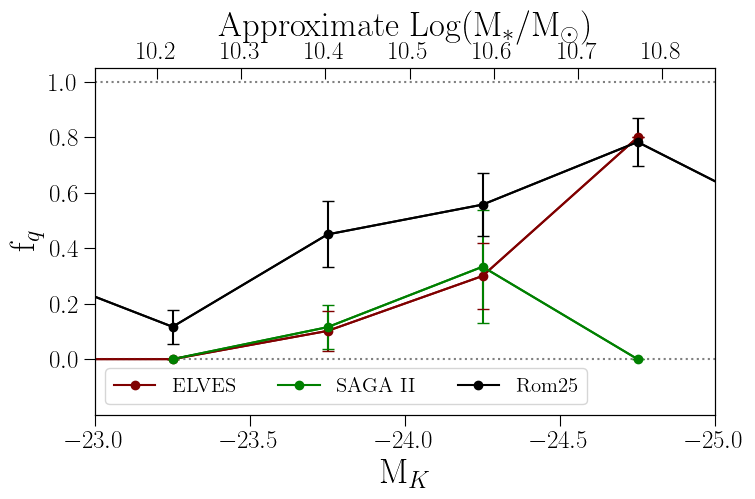 Approximate Log(M*/M☉)
10.2 10.3 10.4 10.5 10.6 10.7 10.8
1.0
0.8
0.6
0.4
0.2
0.0
f_q
ELVES SAGA II Rom25
−23.0 −23.5 −24.0 −24.5 −25.0
M_K